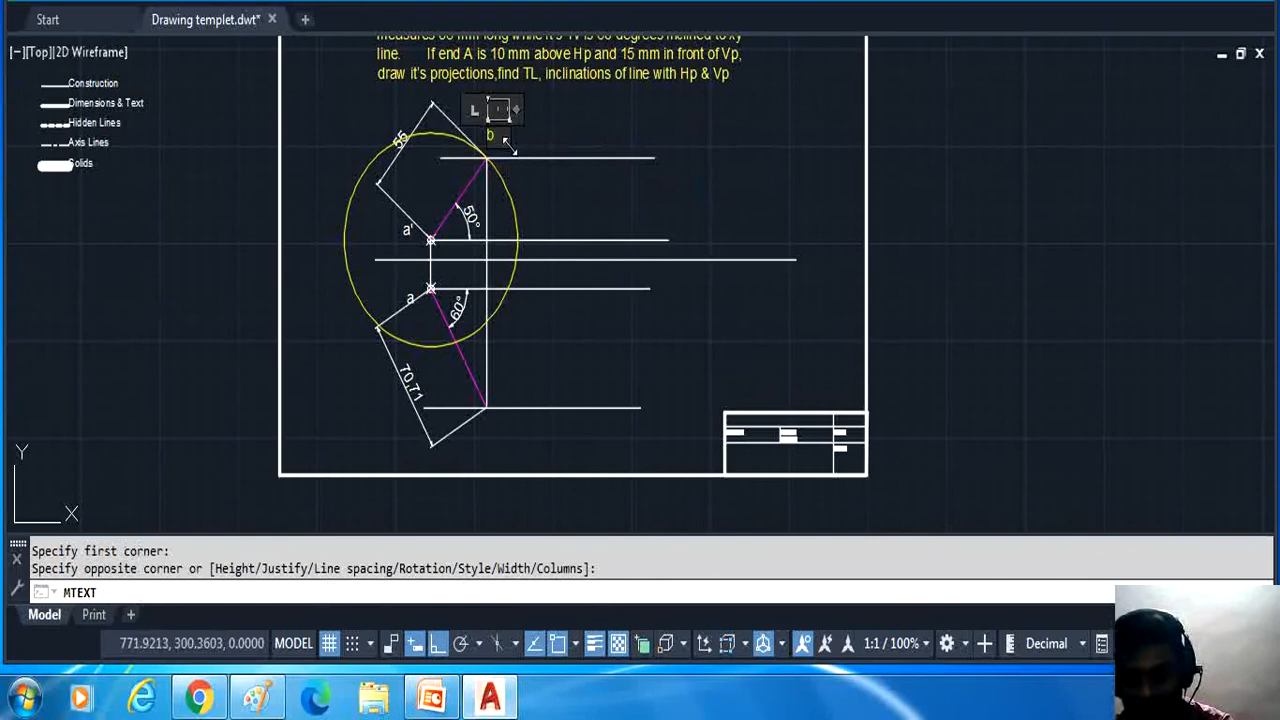 Start
Drawing templet.dwt*
[-][Top][2D Wireframe]
line. If end A is 10 mm above Hp and 15 mm in front of Vp,
draw it's projections,find TL, inclinations of line with Hp & Vp
Construction
Dimensions & Text
Hidden Lines
Axis Lines
Solids
L
b
55
50°
a'
a
60°
70,71
Y
X
Specify first corner:
Specify opposite corner or [Height/Justify/Line spacing/Rotation/Style/Width/Columns]:
MTEXT
Model Print +
771.9213, 300.3603, 0.0000 MODEL 1:1 / 100% Decimal